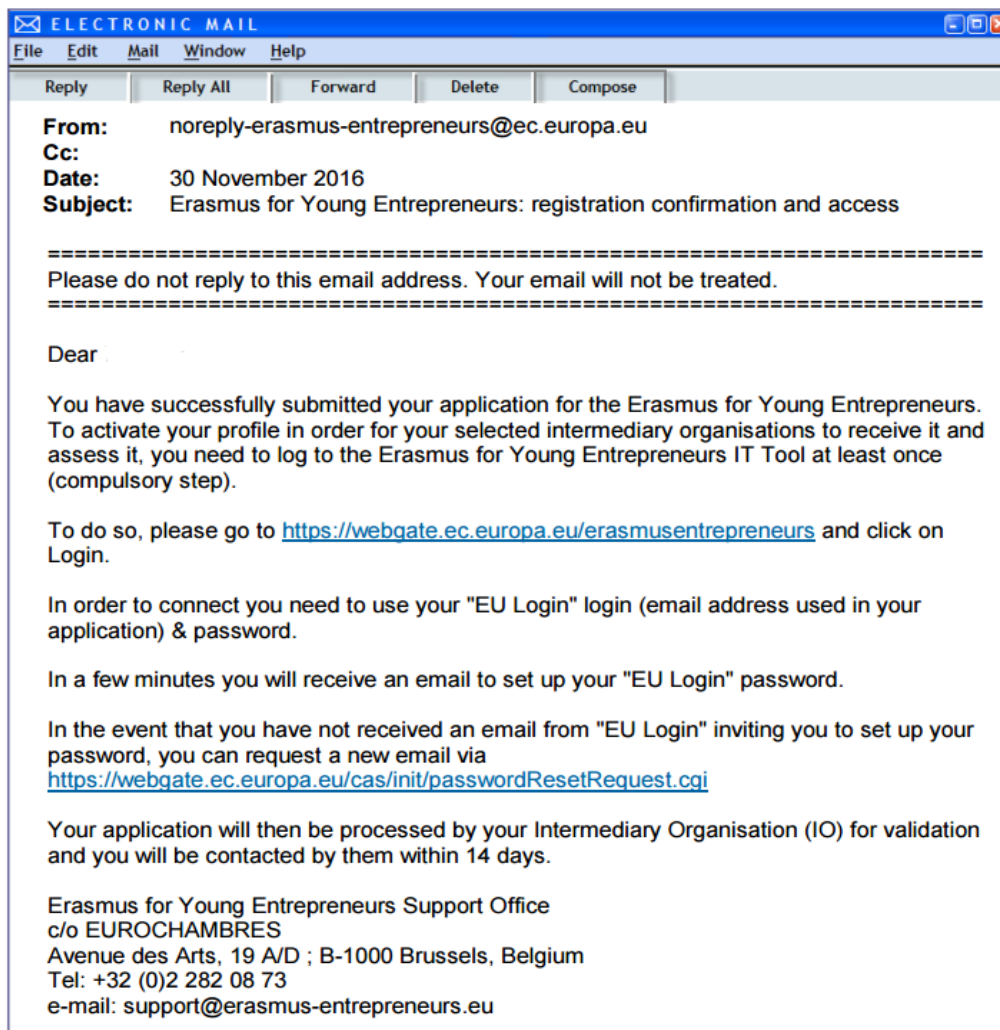 ELECTRONIC MAIL
File Edit Mail Window Help
Reply Reply All Forward Delete Compose
From: noreply-erasmus-entrepreneurs@ec.europa.eu
Cc:
Date: 30 November 2016
Subject: Erasmus for Young Entrepreneurs: registration confirmation and access
======================================================================
Please do not reply to this email address. Your email will not be treated.
======================================================================
Dear
You have successfully submitted your application for the Erasmus for Young Entrepreneurs.
To activate your profile in order for your selected intermediary organisations to receive it and
assess it, you need to log to the Erasmus for Young Entrepreneurs IT Tool at least once
(compulsory step).
To do so, please go to https://webgate.ec.europa.eu/erasmusentrepreneurs and click on
Login.
In order to connect you need to use your "EU Login" login (email address used in your
application) & password.
In a few minutes you will receive an email to set up your "EU Login" password.
In the event that you have not received an email from "EU Login" inviting you to set up your
password, you can request a new email via
https://webgate.ec.europa.eu/cas/init/passwordResetRequest.cgi
Your application will then be processed by your Intermediary Organisation (IO) for validation
and you will be contacted by them within 14 days.
Erasmus for Young Entrepreneurs Support Office
c/o EUROCHAMBRES
Avenue des Arts, 19 A/D ; B-1000 Brussels, Belgium
Tel: +32 (0)2 282 08 73
e-mail: support@erasmus-entrepreneurs.eu